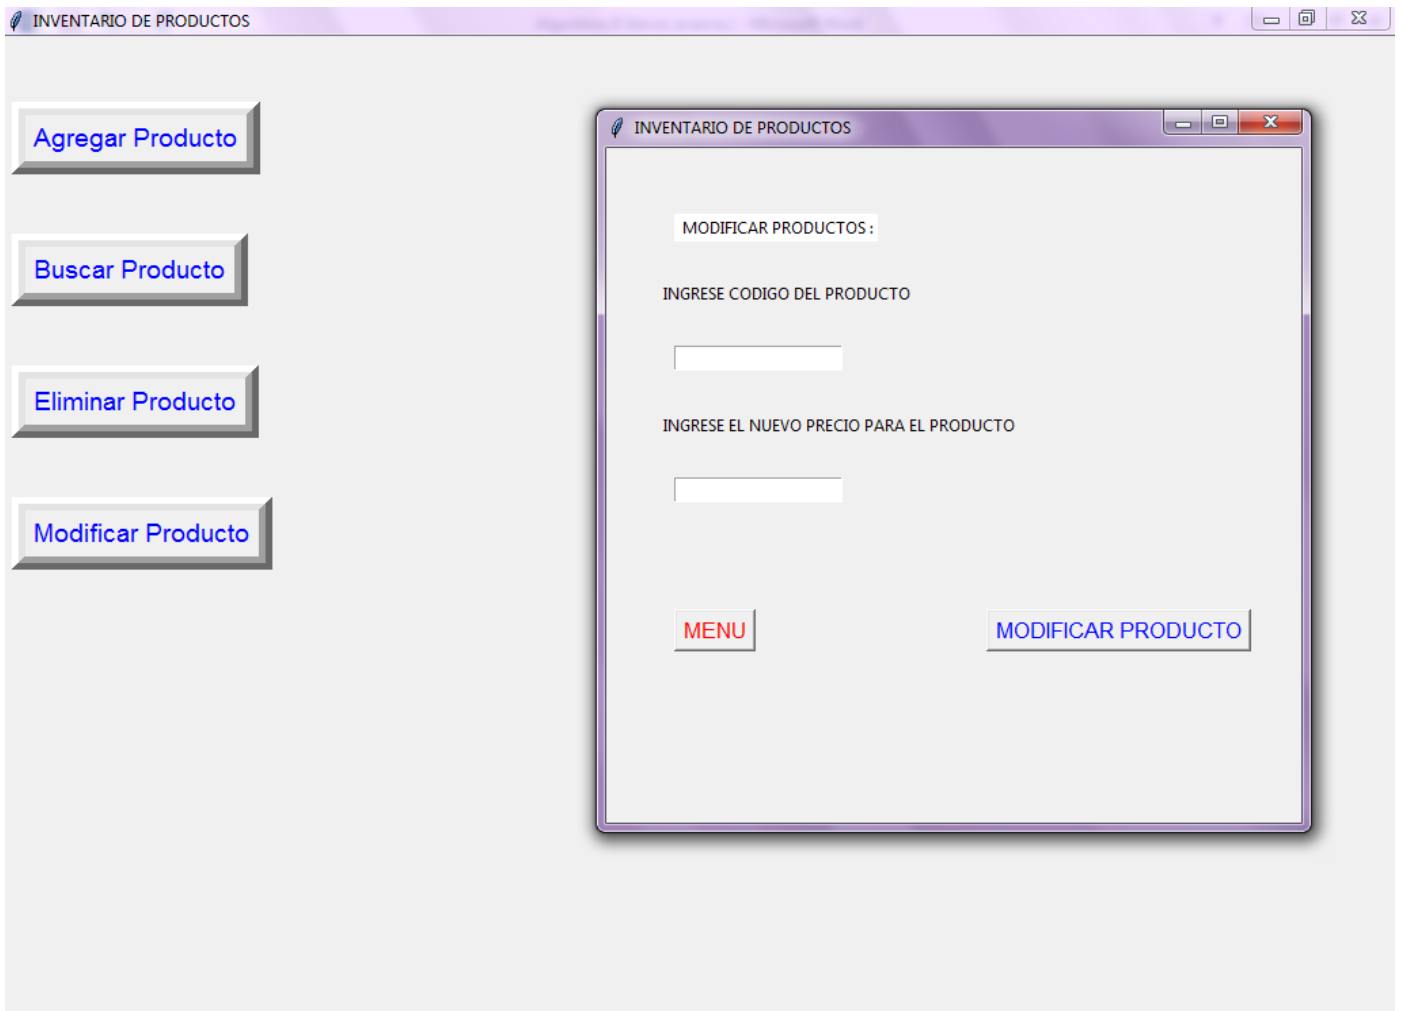 INVENTARIO DE PRODUCTOS
Agregar Producto
Buscar Producto
Eliminar Producto
Modificar Producto
INVENTARIO DE PRODUCTOS
MODIFICAR PRODUCTOS :
INGRESE CODIGO DEL PRODUCTO
INGRESE EL NUEVO PRECIO PARA EL PRODUCTO
MENU
MODIFICAR PRODUCTO